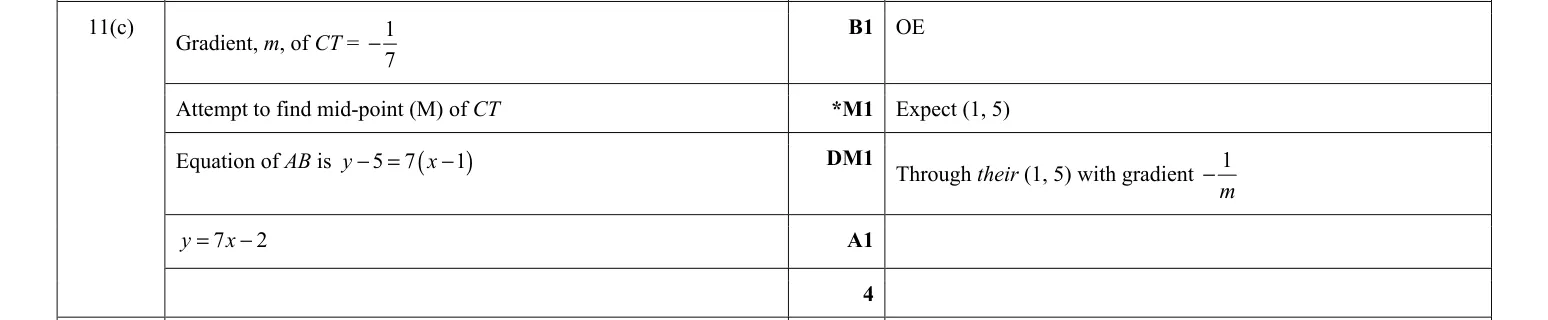 11(c) Gradient, m, of CT = −1/7 B1 OE
Attempt to find mid-point (M) of CT *M1 Expect (1, 5)
Equation of AB is y − 5 = 7(x − 1) DM1 Through their (1, 5) with gradient −1/m
y = 7x − 2 A1
4